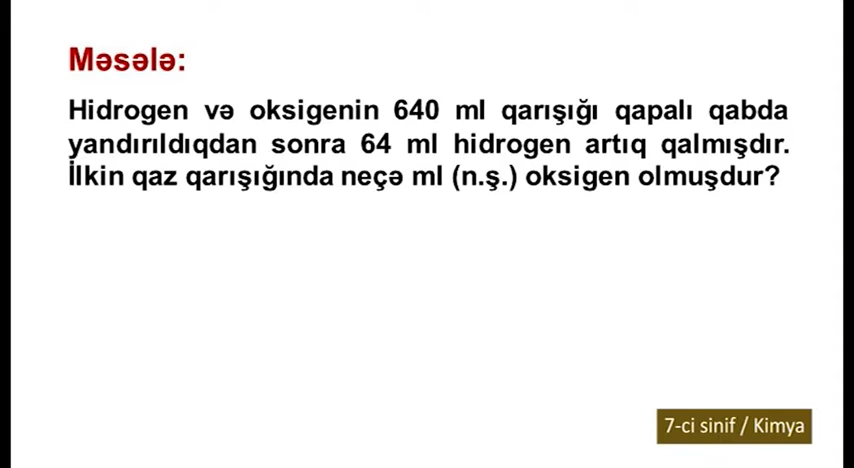 Məsələ:
Hidrogen və oksigenin 640 ml qarışığı qapalı qabda
yandırıldıqdan sonra 64 ml hidrogen artıq qalmışdır.
İlkin qaz qarışığında neçə ml (n.ş.) oksigen olmuşdur?
7-ci sinif / Kimya